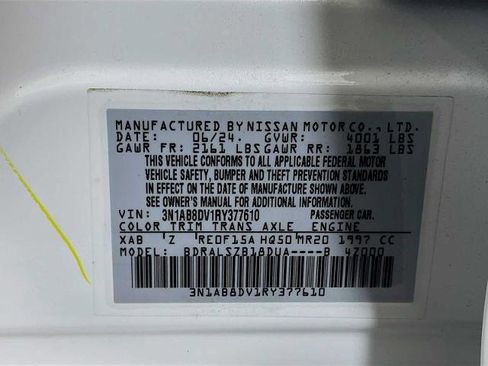 MANUFACTURED BY NISSAN MOTOR CO., LTD.
DATE: 06/24 GVWR: 4001 LBS
GAWR FR: 2161 LBS GAWR RR: 1863 LBS
THIS VEHICLE CONFORMS TO ALL APPLICABLE FEDERAL MOTOR
VEHICLE SAFETY, BUMPER AND THEFT PREVENTION STANDARDS
IN EFFECT ON THE DATE OF MANUFACTURE SHOWN ABOVE.
SEE OWNER'S MANUAL FOR ADDITIONAL INFORMATION.
VIN: 3N1AB8DV1RY377610 PASSENGER CAR.
COLOR TRIM TRANS AXLE ENGINE
XAB Z RE0F15A HQ50 MR20 1997 CC
MODEL: BDRALSZB18DUA----B 4Z000
3N1AB8DV1RY377610